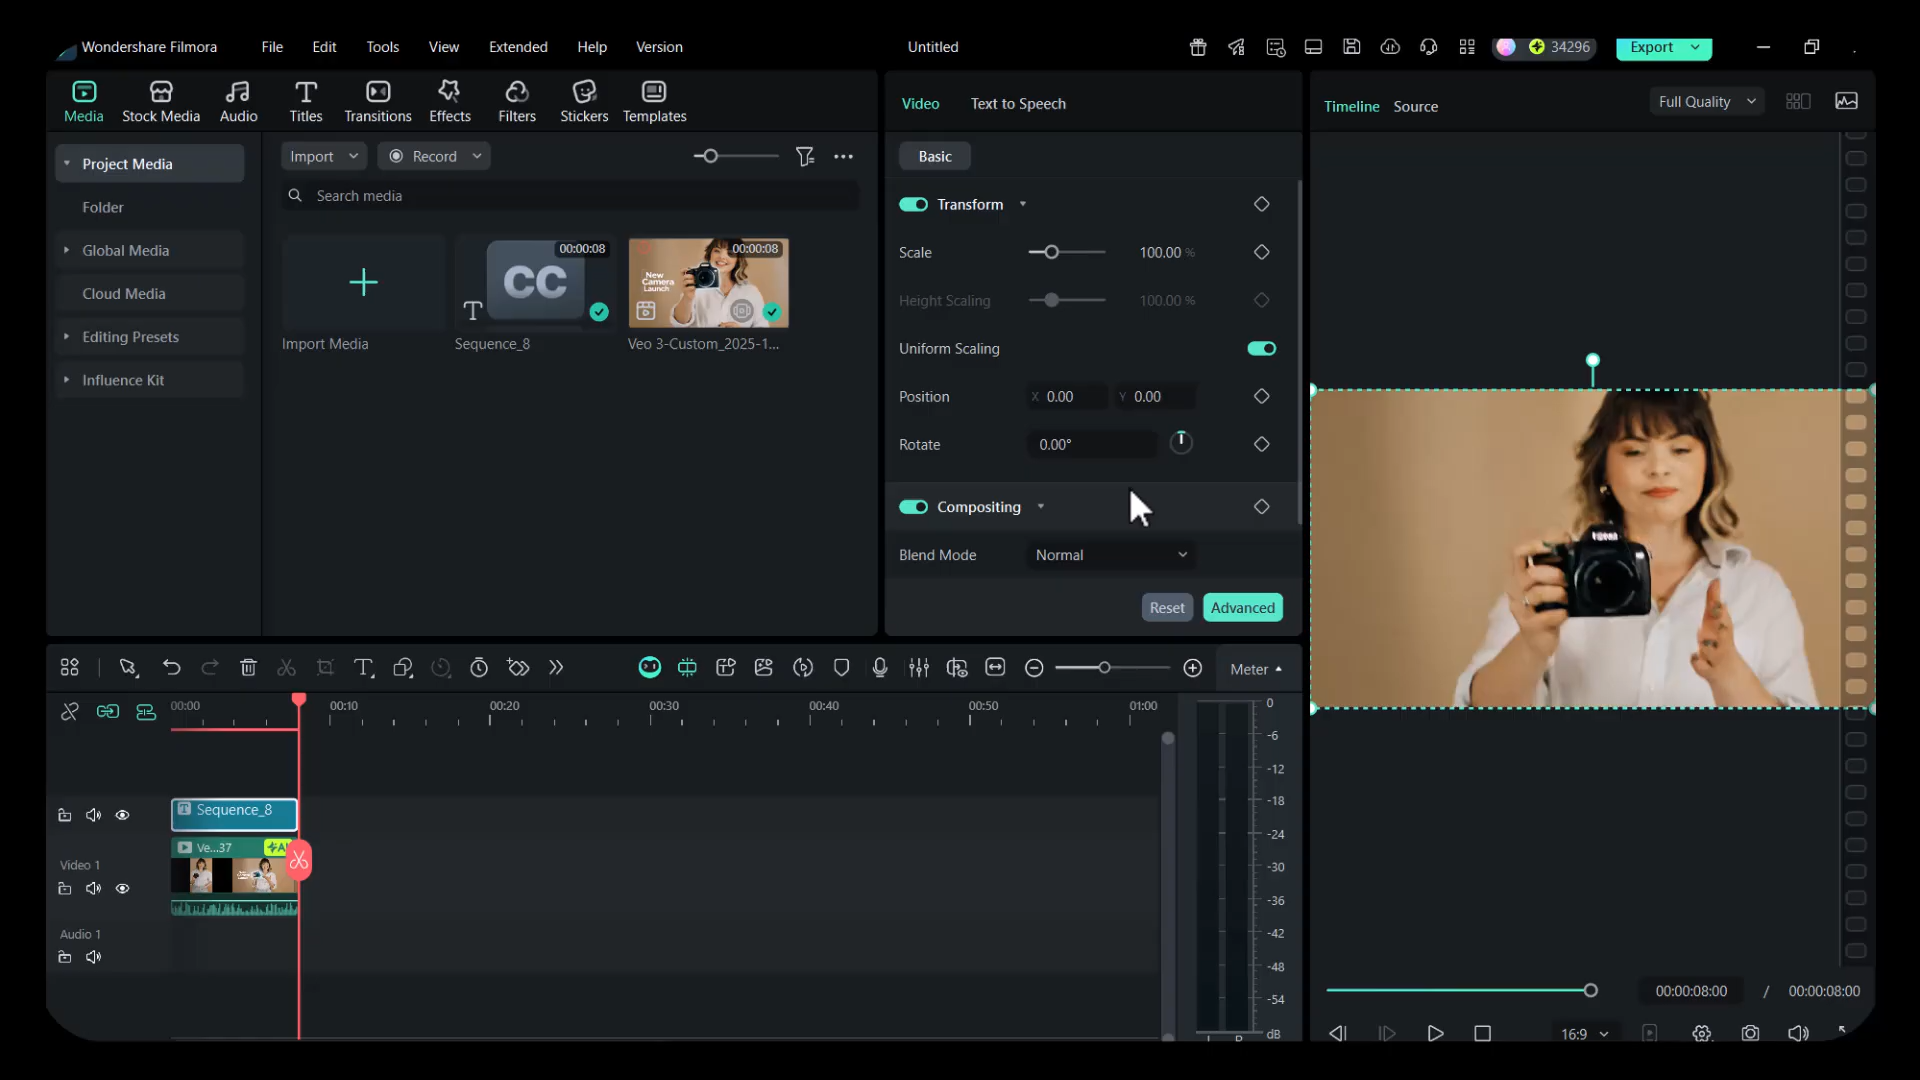 Wondershare Filmora File Edit Tools View Extended Help Version Untitled 34296 Export
Media Stock Media Audio Titles Transitions Effects Filters Stickers Templates
Project Media
Folder
Global Media
Cloud Media
Editing Presets
Influence Kit
Import Record
Search media
Import Media
00:00:08
CC
T
Sequence_8
00:00:08
New
Camera
Launch
Veo 3-Custom_2025-1...
Video Text to Speech
Basic
Transform
Scale 100.00 %
Height Scaling 100.00 %
Uniform Scaling
Position X 0.00 Y 0.00
Rotate 0.00°
Compositing
Blend Mode Normal
Reset Advanced
Timeline Source Full Quality
00:00:08:00 / 00:00:08:00
16:9
Meter
00:00 00:10 00:20 00:30 00:40 00:50 01:00
T Sequence_8
Ve...37
Video 1
Audio 1
0
-6
-12
-18
-24
-30
-36
-42
-48
-54
dB